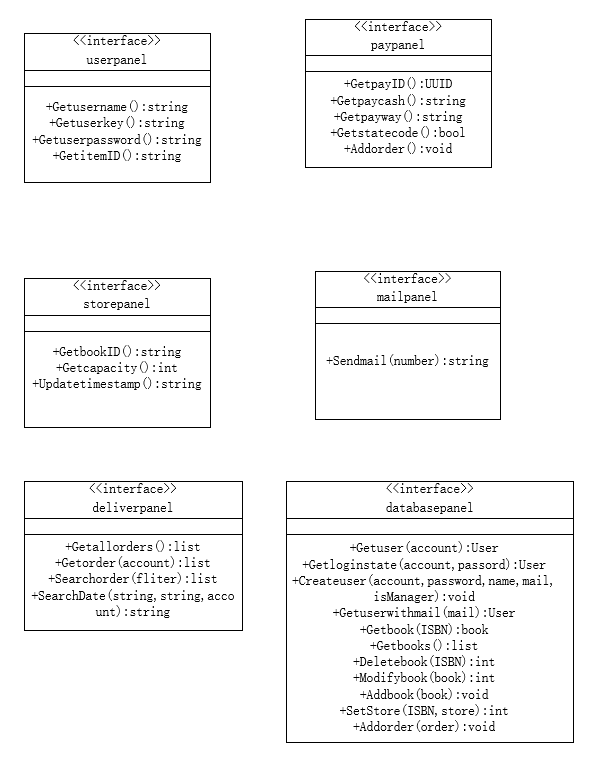 <<interface>>
userpanel
+Getusername():string
+Getuserkey():string
+Getuserpassword():string
+GetitemID():string
<<interface>>
paypanel
+GetpayID():UUID
+Getpaycash():string
+Getpayway():string
+Getstatecode():bool
+Addorder():void
<<interface>>
storepanel
+GetbookID():string
+Getcapacity():int
+Updatetimestamp():string
<<interface>>
mailpanel
+Sendmail(number):string
<<interface>>
deliverpanel
+Getallorders():list
+Getorder(account):list
+Searchorder(fliter):list
+SearchDate(string,string,acco
unt):string
<<interface>>
databasepanel
+Getuser(account):User
+Getloginstate(account,passord):User
+Createuser(account,password,name,mail,
isManager):void
+Getuserwithmail(mail):User
+Getbook(ISBN):book
+Getbooks():list
+Deletebook(ISBN):int
+Modifybook(book):int
+Addbook(book):void
+SetStore(ISBN,store):int
+Addorder(order):void